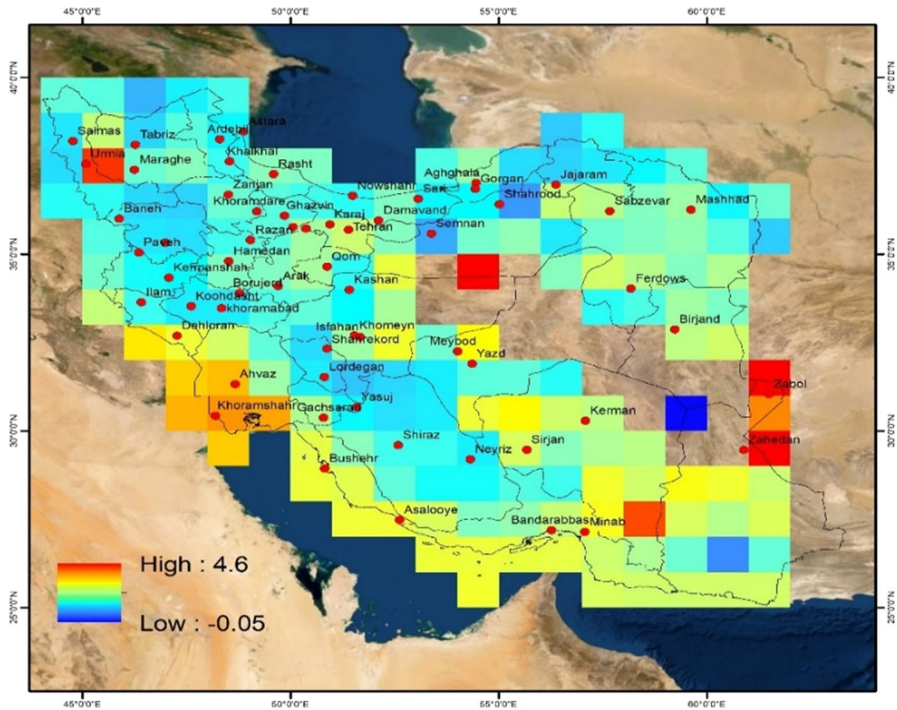 45°0'0"E 50°0'0"E 55°0'0"E 60°0'0"E
40°0'0"N 40°0'0"N
Astara
Ardebil
Salmas
Tabriz
Khalkhal
Urmia
Maraghe
Rasht
Aghghala
Gorgan
Jajaram
Zanjan
Nowshahr
Sari
Shahrood
Sabzevar
Mashhad
Khoramdare
Ghazvin
Baneh
Karaj
Damavand
Razan
Tehran
Semnan
Paveh
Hamedan
Qom
35°0'0"N 35°0'0"N
Kermanshah
Arak
Kashan
Ferdows
Borujerd
Ilam
Koohdasht
khoramabad
Birjand
Dehloran
Isfahan
Khomeyn
Shahrekord
Meybod
Yazd
Lordegan
Ahvaz
Zabol
Yasuj
Khoramshahr
Gachsaran
Kerman
30°0'0"N 30°0'0"N
Shiraz
Sirjan
Zahedan
Neyriz
Bushehr
Asalooye
Bandarabbas
Minab
High : 4.6
Low : -0.05
25°0'0"N 25°0'0"N
45°0'0"E 50°0'0"E 55°0'0"E 60°0'0"E